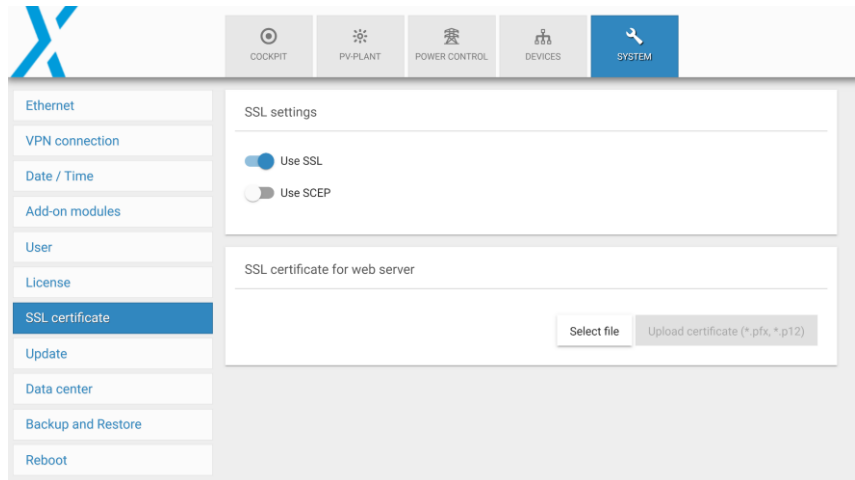 COCKPIT
PV-PLANT
POWER CONTROL
DEVICES
SYSTEM
Ethernet
VPN connection
Date / Time
Add-on modules
User
License
SSL certificate
Update
Data center
Backup and Restore
Reboot
SSL settings
Use SSL
Use SCEP
SSL certificate for web server
Select file
Upload certificate (*.pfx, *.p12)